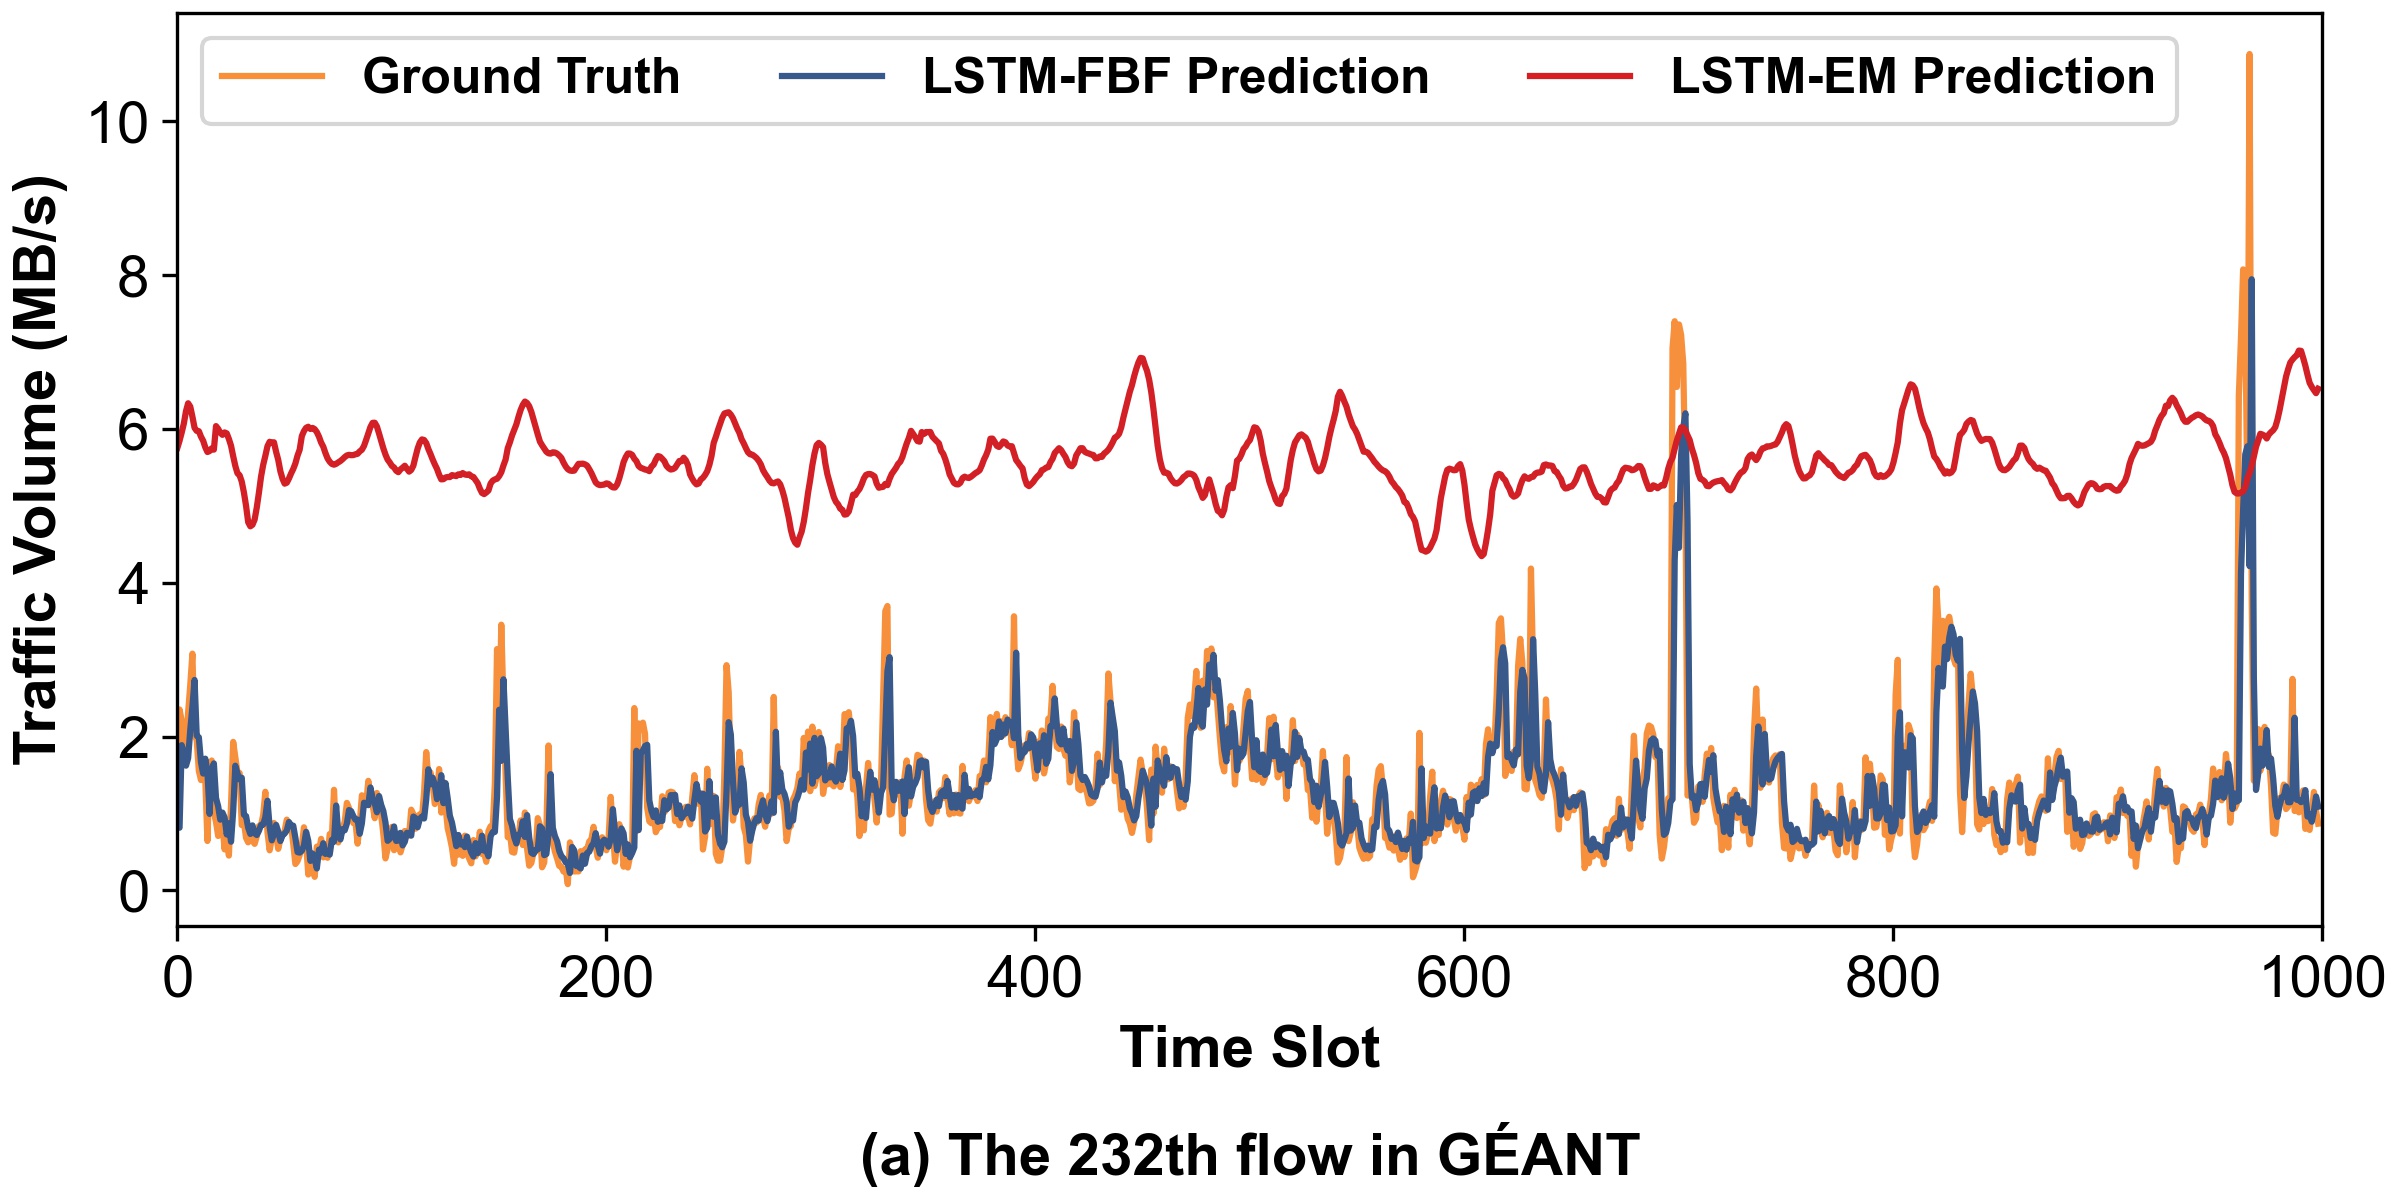 Ground Truth LSTM-FBF Prediction LSTM-EM Prediction
Traffic Volume (MB/s)
10
8
6
4
2
0
0 200 400 600 800 1000
Time Slot
(a) The 232th flow in GÉANT